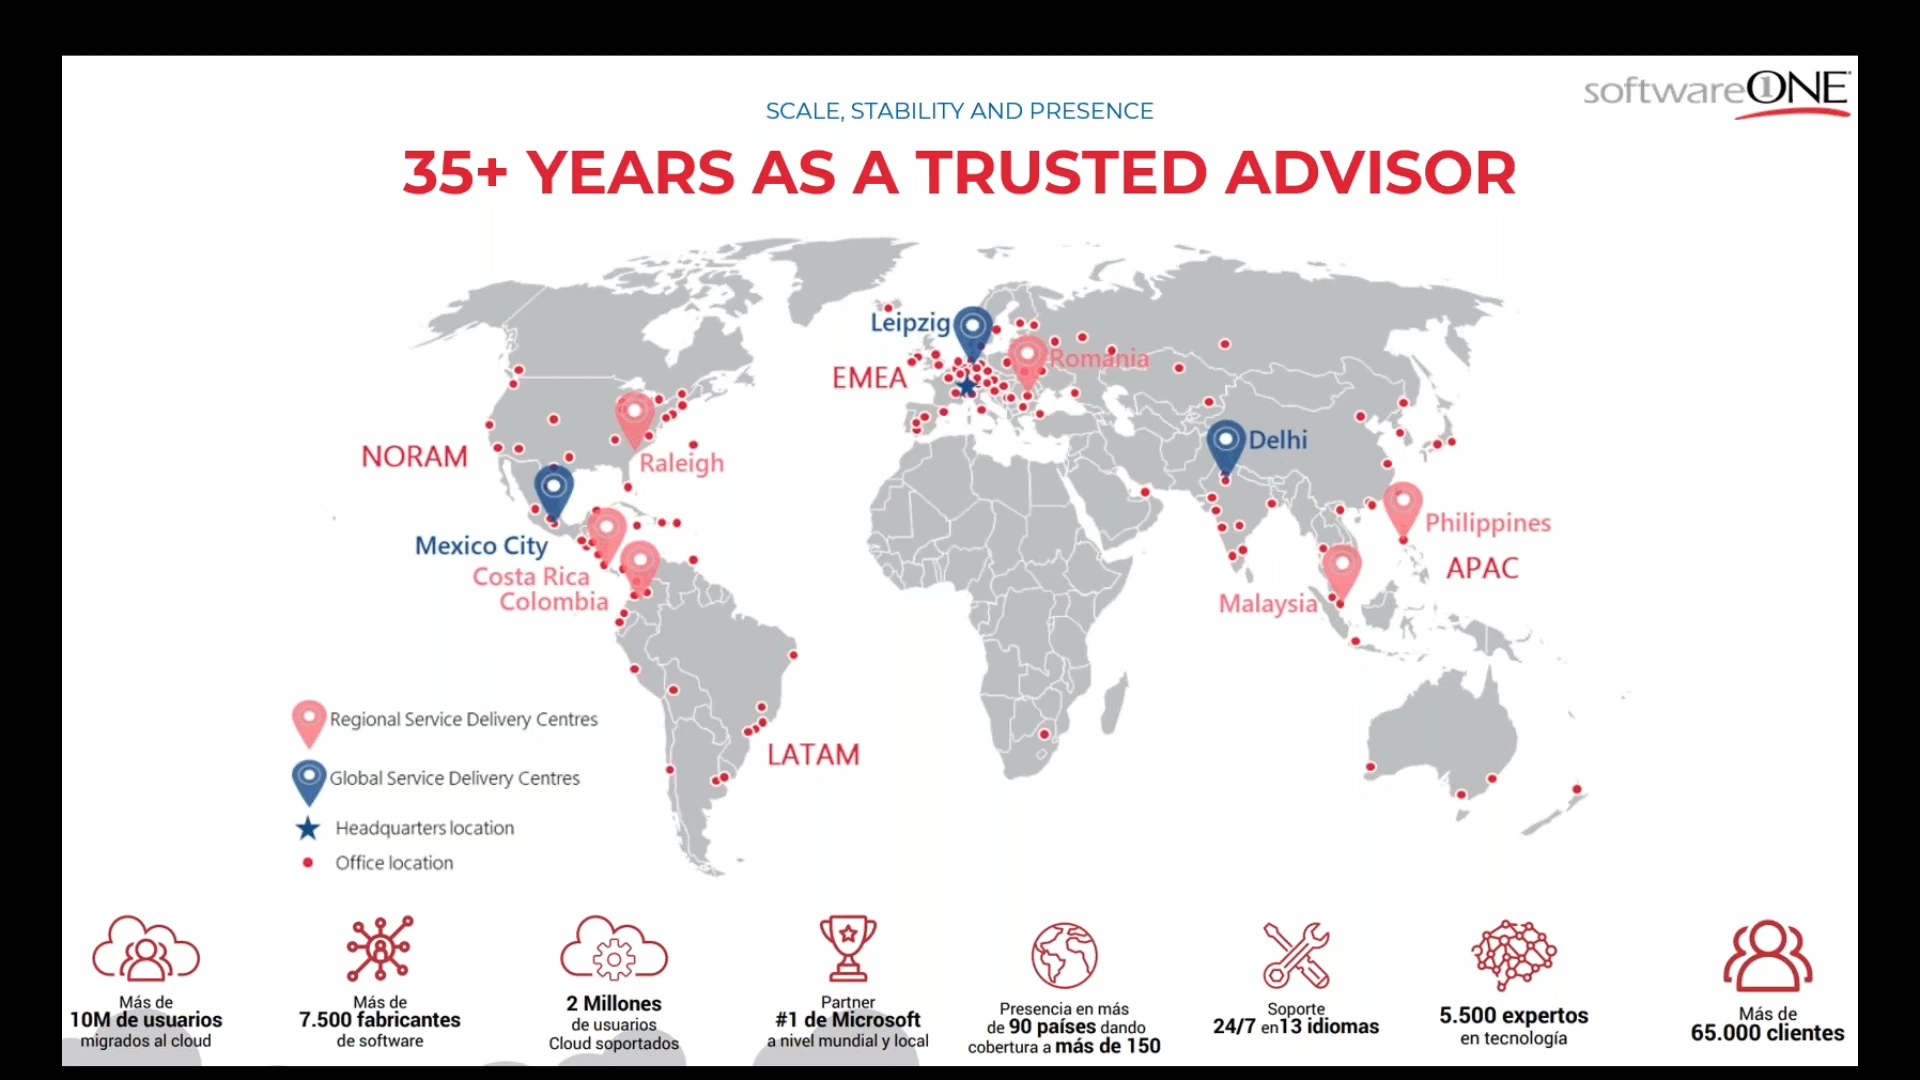 softwareONE
SCALE, STABILITY AND PRESENCE
35+ YEARS AS A TRUSTED ADVISOR
Leipzig
Romania
EMEA
Delhi
NORAM
Raleigh
Philippines
Mexico City
APAC
Costa Rica
Colombia
Malaysia
Regional Service Delivery Centres
LATAM
Global Service Delivery Centres
Headquarters location
Office location
Más de
10M de usuarios
migrados al cloud
Más de
7.500 fabricantes
de software
2 Millones
de usuarios
Cloud soportados
Partner
#1 de Microsoft
a nivel mundial y local
Presencia en más
de 90 países dando
cobertura a más de 150
Soporte
24/7 en13 idiomas
5.500 expertos
en tecnología
Más de
65.000 clientes